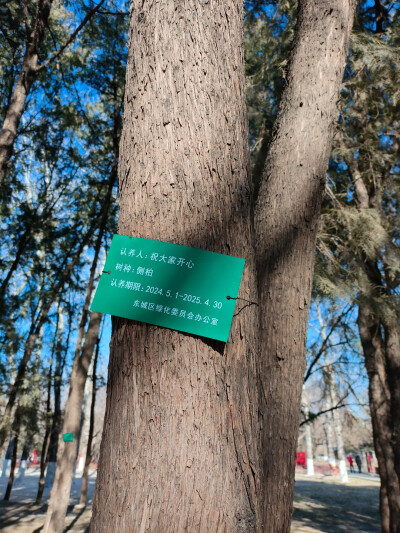 认养人:祝大家开心
树种:侧柏
认养期限:2024.5.1-2025.4.30
东城区绿化委员会办公室